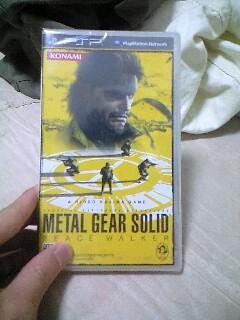 PSP PlayStation Network
KONAMI
A HIDEO KOJIMA GAME
METAL GEAR SOLID
PEACE WALKER